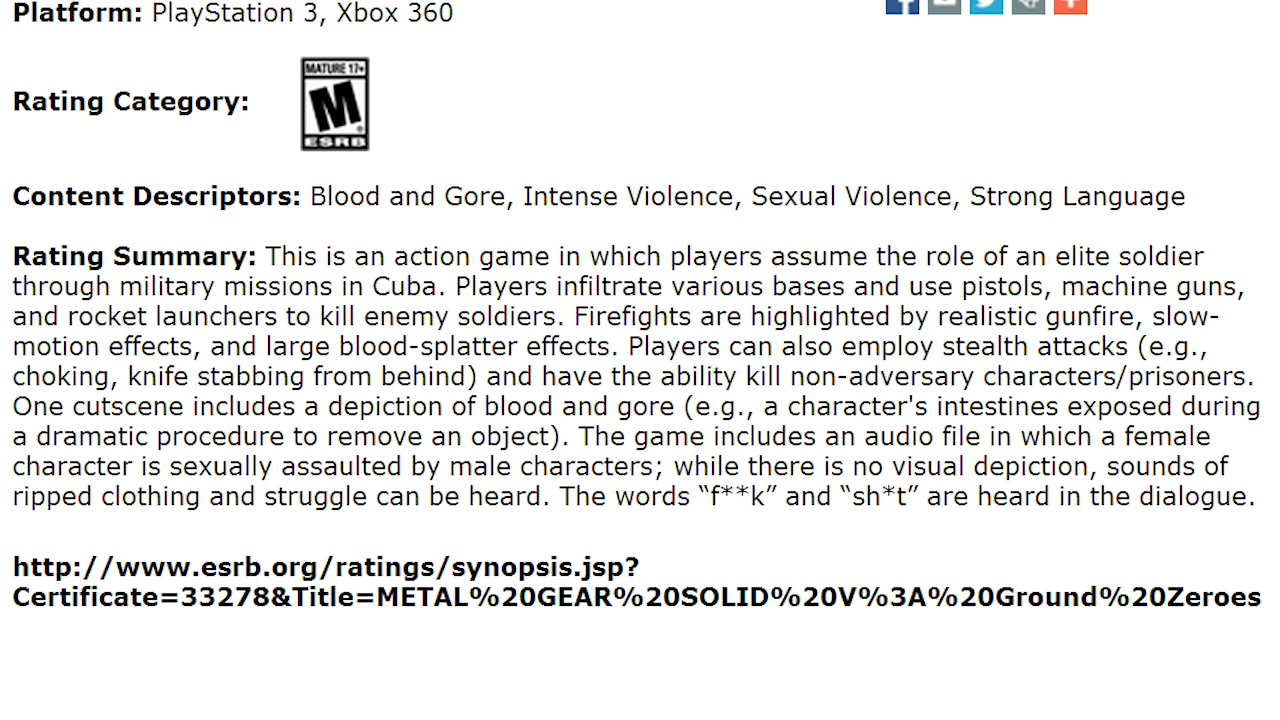 Platform: PlayStation 3, Xbox 360
MATURE 17+
M
ESRB
Rating Category:
Content Descriptors: Blood and Gore, Intense Violence, Sexual Violence, Strong Language
Rating Summary: This is an action game in which players assume the role of an elite soldier
through military missions in Cuba. Players infiltrate various bases and use pistols, machine guns,
and rocket launchers to kill enemy soldiers. Firefights are highlighted by realistic gunfire, slow-
motion effects, and large blood-splatter effects. Players can also employ stealth attacks (e.g.,
choking, knife stabbing from behind) and have the ability kill non-adversary characters/prisoners.
One cutscene includes a depiction of blood and gore (e.g., a character's intestines exposed during
a dramatic procedure to remove an object). The game includes an audio file in which a female
character is sexually assaulted by male characters; while there is no visual depiction, sounds of
ripped clothing and struggle can be heard. The words “f**k” and “sh*t” are heard in the dialogue.
http://www.esrb.org/ratings/synopsis.jsp?
Certificate=33278&Title=METAL%20GEAR%20SOLID%20V%3A%20Ground%20Zeroes